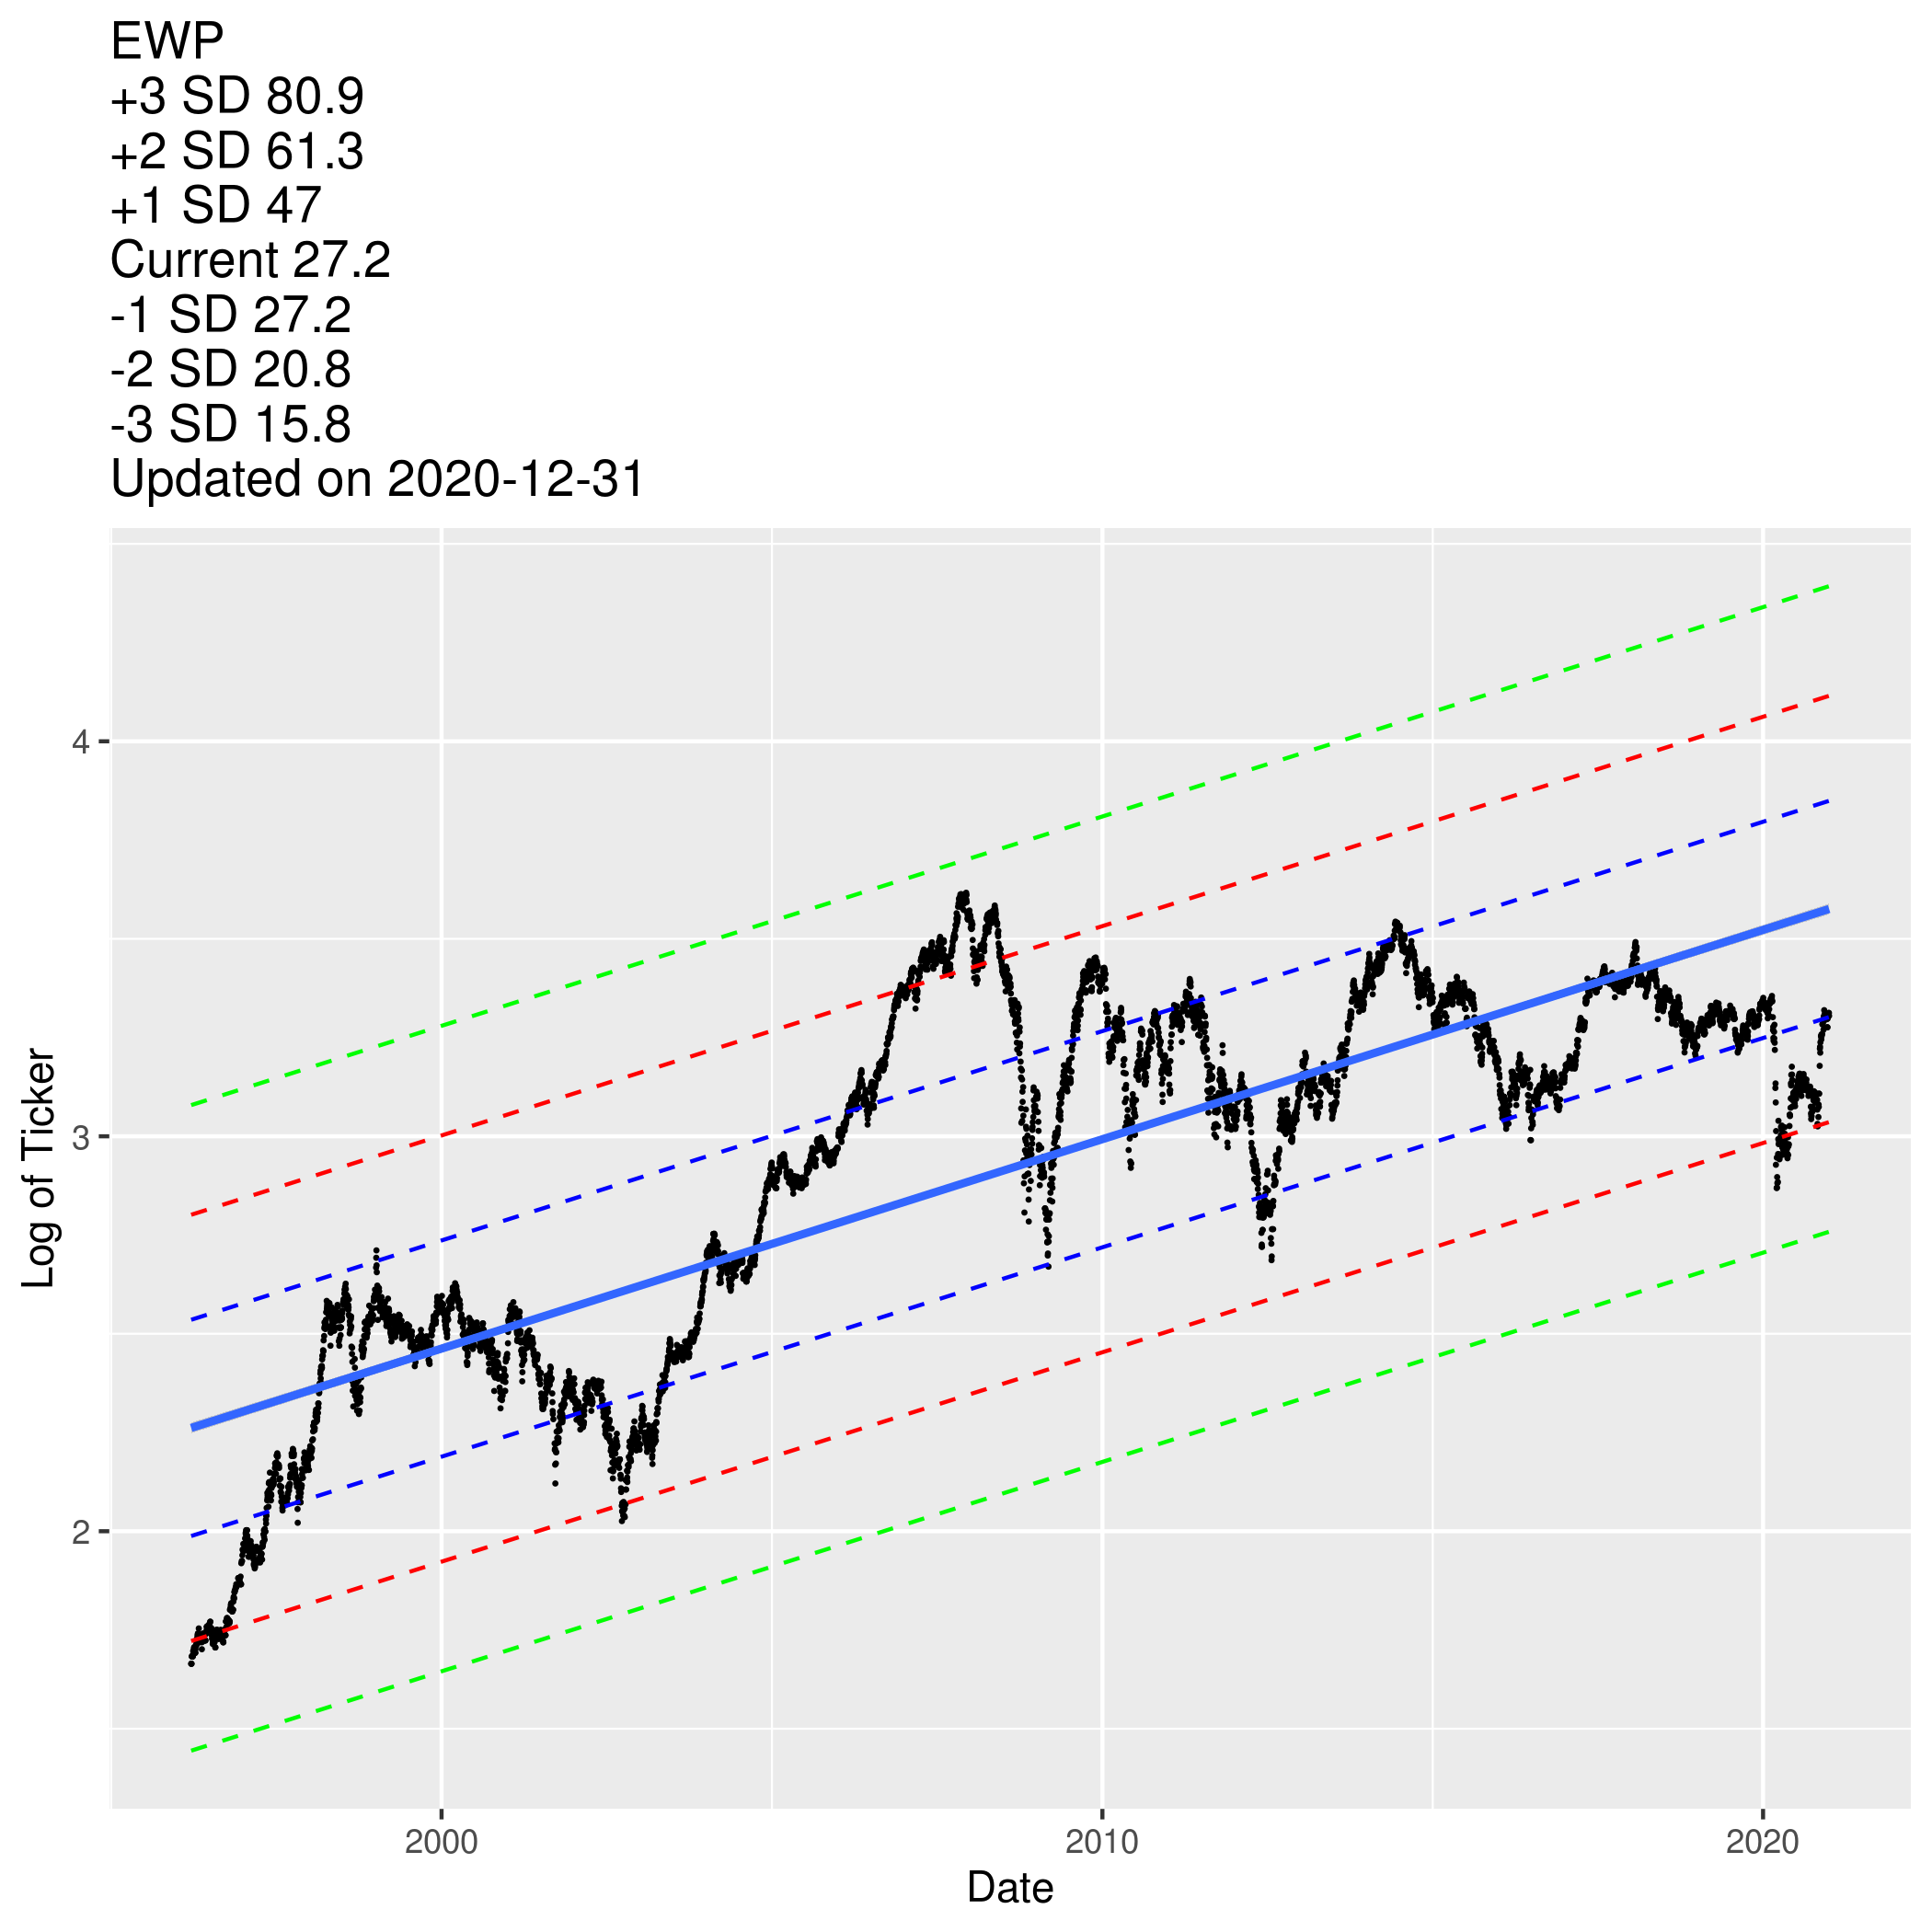 EWP
+3 SD 80.9
+2 SD 61.3
+1 SD 47
Current 27.2
-1 SD 27.2
-2 SD 20.8
-3 SD 15.8
Updated on 2020-12-31
4
3
2
Log of Ticker
2000 2010 2020
Date